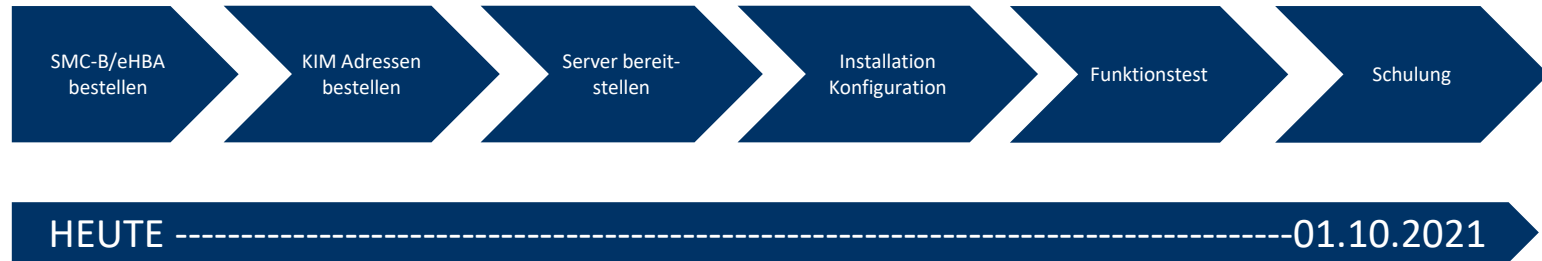 SMC-B/eHBA
bestellen
KIM Adressen
bestellen
Server bereit-
stellen
Installation
Konfiguration
Funktionstest
Schulung
HEUTE -------------------------------------------------------------------------------------01.10.2021